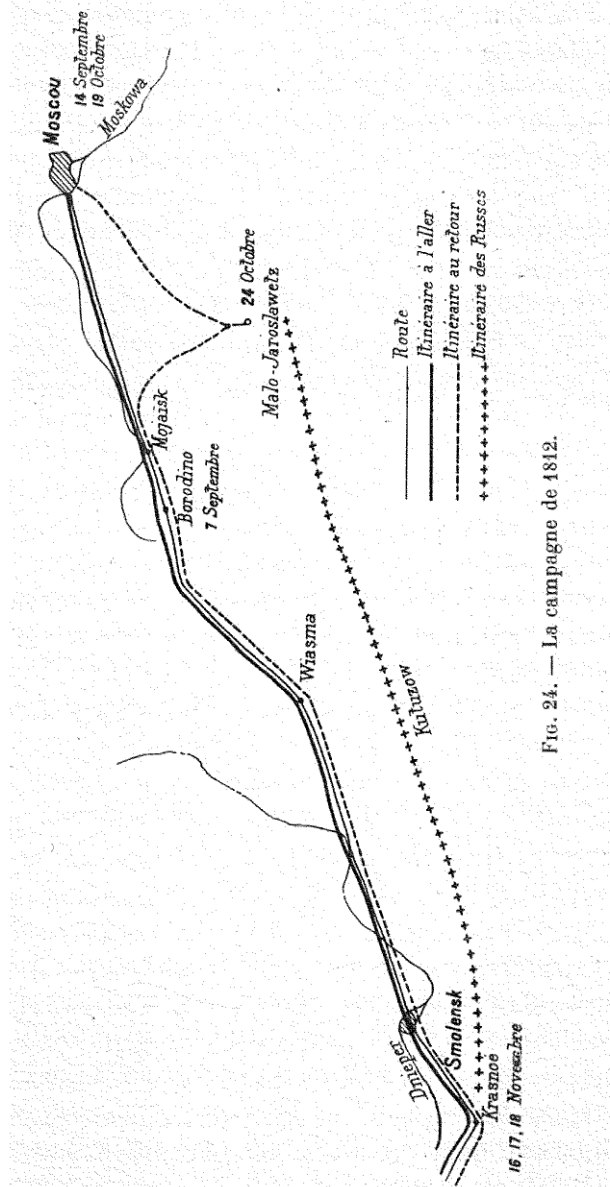 Moscou
14 Septembre
19 Octobre
Moskowa
24 Octobre
Malo-Jaroslawetz
Mojaïsk
Borodino
7 Septembre
Wiasma
Kutuzow
Dnieper
Smolensk
Krasnoe
16, 17, 18 Novembre
Route
Itinéraire à l'aller
Itinéraire au retour
Itinéraire des Russes
FIG. 24. — La campagne de 1812.